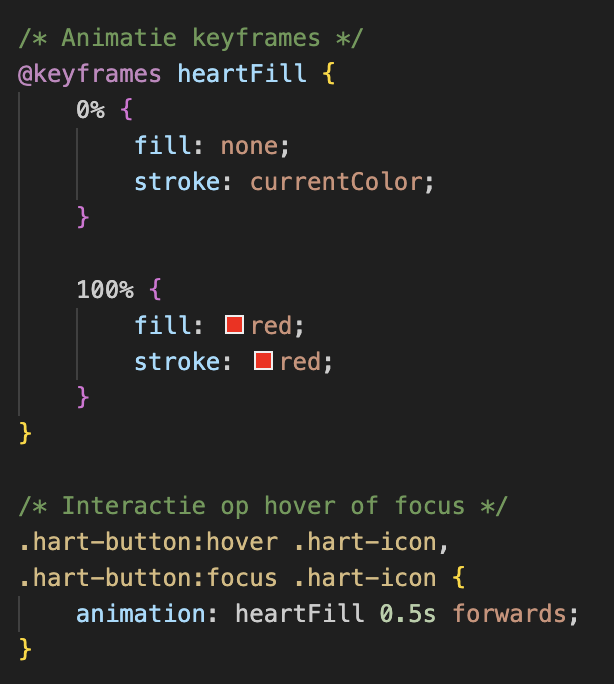 /* Animatie keyframes */
@keyframes heartFill {
0% {
fill: none;
stroke: currentColor;
}
100% {
fill: red;
stroke: red;
}
}
/* Interactie op hover of focus */
.hart-button:hover .hart-icon,
.hart-button:focus .hart-icon {
animation: heartFill 0.5s forwards;
}